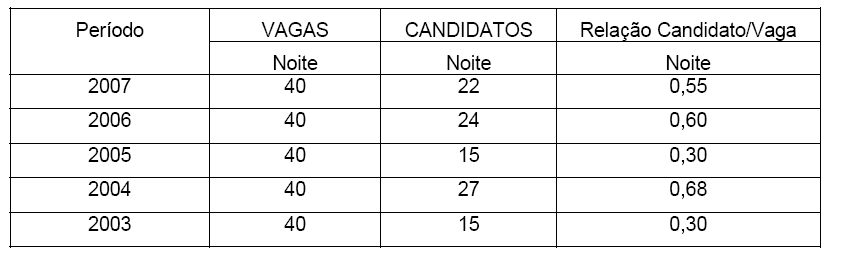 Período VAGAS CANDIDATOS Relação Candidato/Vaga
Noite Noite Noite
2007 40 22 0,55
2006 40 24 0,60
2005 40 15 0,30
2004 40 27 0,68
2003 40 15 0,30